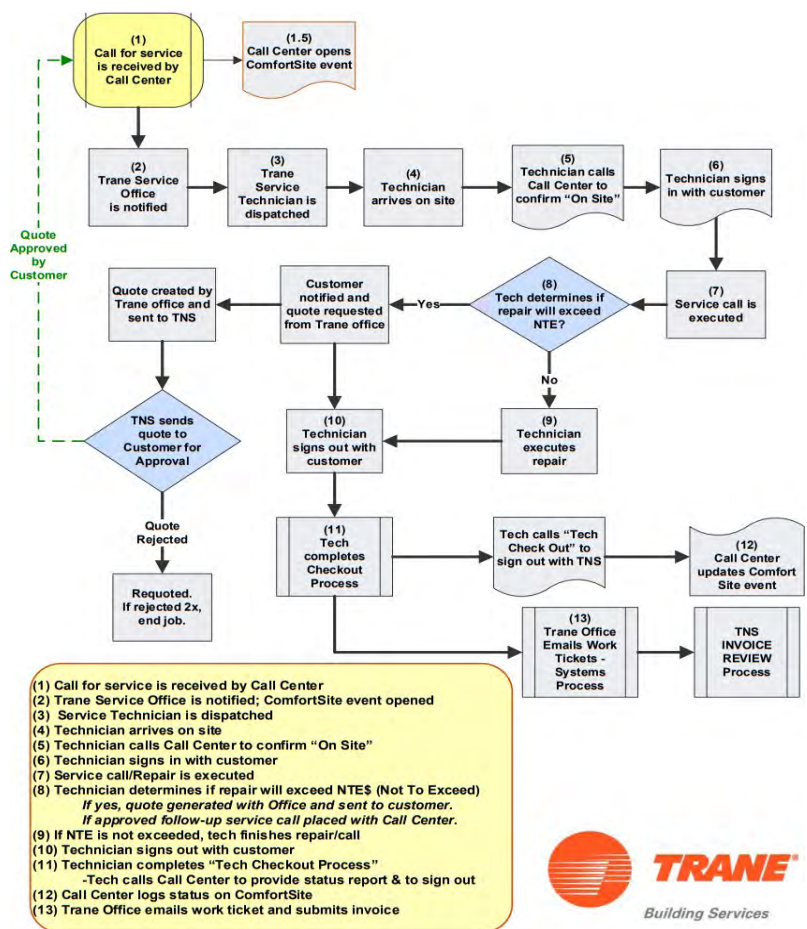 (1)
Call for service
is received by
Call Center
(1.5)
Call Center opens
ComfortSite event
(2)
Trane Service
Office
is notified
(3)
Trane
Service
Technician is
dispatched
(4)
Technician
arrives on site
(5)
Technician calls
Call Center to
confirm “On Site”
(6)
Technician signs
in with customer
Quote
Approved
by
Customer
Quote created by
Trane office and
sent to TNS
Customer
notified and
quote requested
from Trane office
Yes
(8)
Tech determines if
repair will exceed
NTE?
(7)
Service call is
executed
No
TNS sends
quote to
Customer for
Approval
(10)
Technician
signs out with
customer
(9)
Technician
executes
repair
Quote
Rejected
(11)
Tech
completes
Checkout
Process
Tech calls “Tech
Check Out” to
sign out with TNS
(12)
Call Center
updates Comfort
Site event
Requoted.
If rejected 2x,
end job.
(13)
Trane Office
Emails Work
Tickets -
Systems
Process
TNS
INVOICE
REVIEW
Process
(1) Call for service is received by Call Center
(2) Trane Service Office is notified; ComfortSite event opened
(3) Service Technician is dispatched
(4) Technician arrives on site
(5) Technician calls Call Center to confirm “On Site”
(6) Technician signs in with customer
(7) Service call/Repair is executed
(8) Technician determines if repair will exceed NTE$ (Not To Exceed)
If yes, quote generated with Office and sent to customer.
If approved follow-up service call placed with Call Center.
(9) If NTE is not exceeded, tech finishes repair/call
(10) Technician signs out with customer
(11) Technician completes “Tech Checkout Process”
-Tech calls Call Center to provide status report & to sign out
(12) Call Center logs status on ComfortSite
(13) Trane Office emails work ticket and submits invoice
TRANE®
Building Services